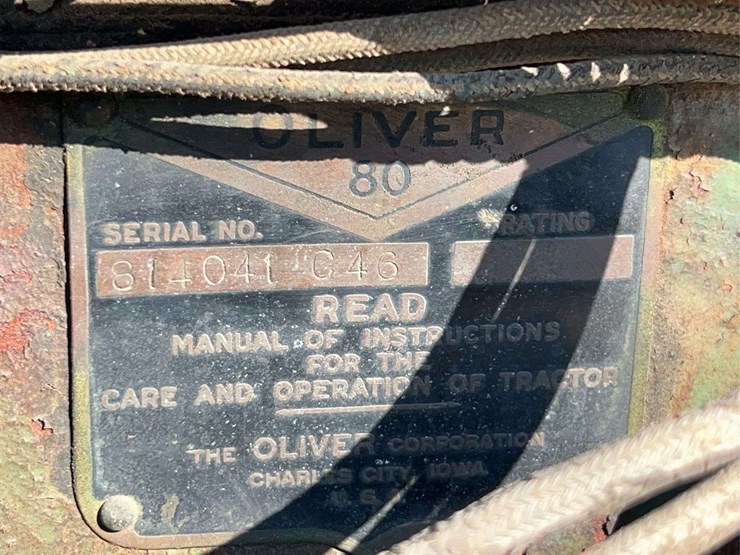 OLIVER
80
SERIAL NO. RATING
814041 C46
READ
MANUAL OF INSTRUCTIONS
FOR THE
CARE AND OPERATION OF TRACTOR
THE OLIVER CORPORATION
CHARLES CITY, IOWA
U.S.A.